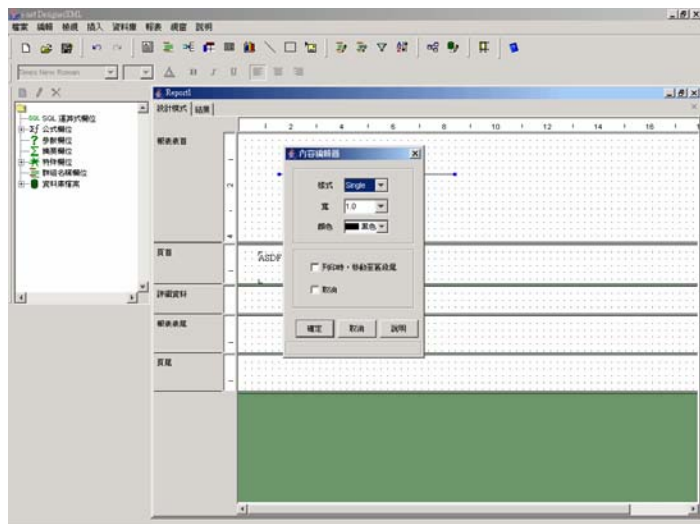 檔案 編輯 檢視 插入 資料庫 報表 視窗 說明
Times New Roman
SQL SQL 運算式欄位
公式欄位
參數欄位
摘要欄位
特殊欄位
群組名稱欄位
資料庫檔案
Report1
設計模式 結果
2 4 6 8 10 12 14 16
報表表首
2
4
頁首
ASDF
詳細資料
報表表尾
頁尾
內容編輯器
樣式 Single
寬 1.0
顏色 黑色
列印時，移動至區段尾
取消
確定 取消 說明